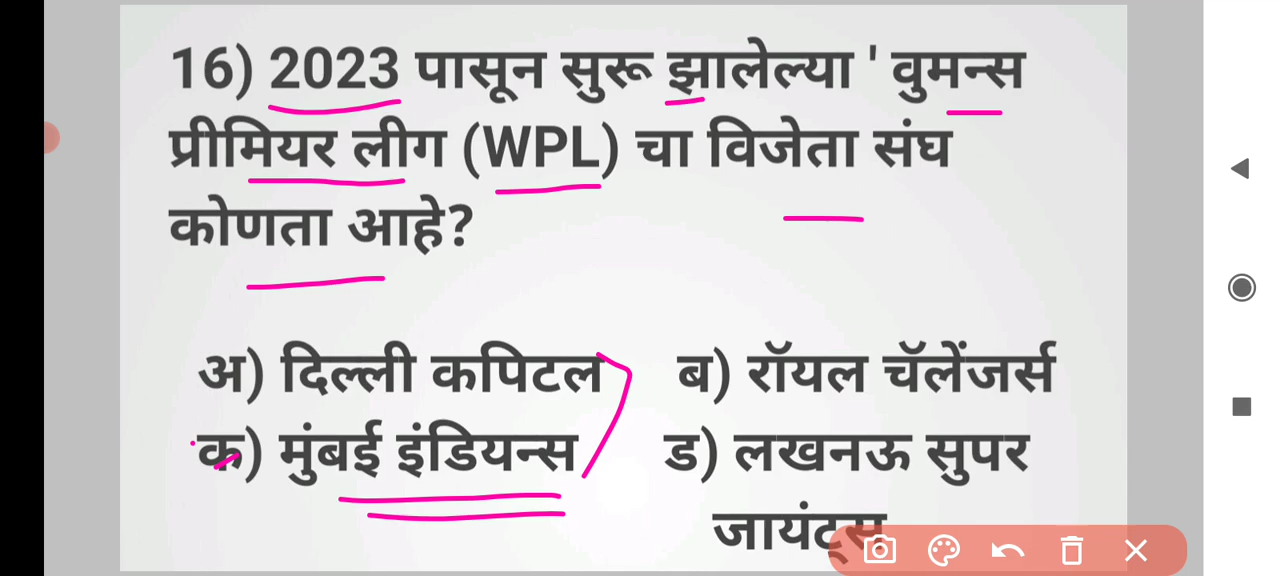 16) 2023 पासून सुरू झालेल्या ' वुमन्स
प्रीमियर लीग (WPL) चा विजेता संघ
कोणता आहे?
अ) दिल्ली कपिटल ब) रॉयल चॅलेंजर्स
क) मुंबई इंडियन्स ड) लखनऊ सुपर
जायंट्स